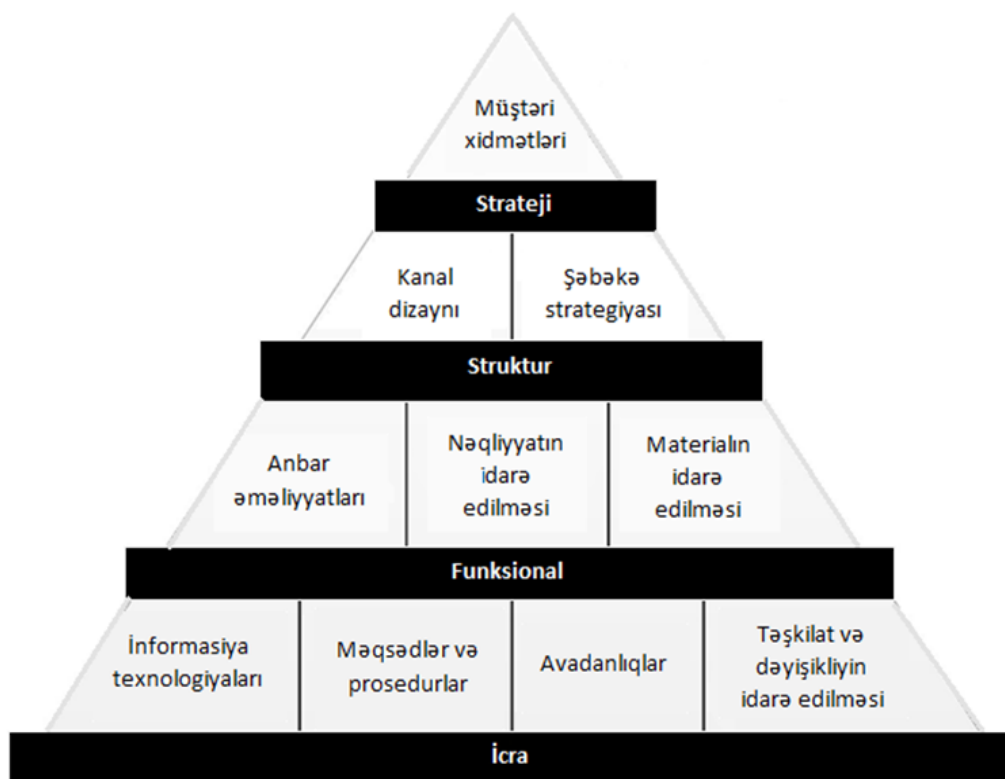 Müştəri
xidmətləri
Strateji
Kanal
dizaynı
Şəbəkə
strategiyası
Struktur
Anbar
əməliyyatları
Nəqliyyatın
idarə
edilməsi
Materialın
idarə
edilməsi
Funksional
İnformasiya
texnologiyaları
Məqsədlər və
prosedurlar
Avadanlıqlar
Təşkilat və
dəyişikliyin
idarə edilməsi
İcra